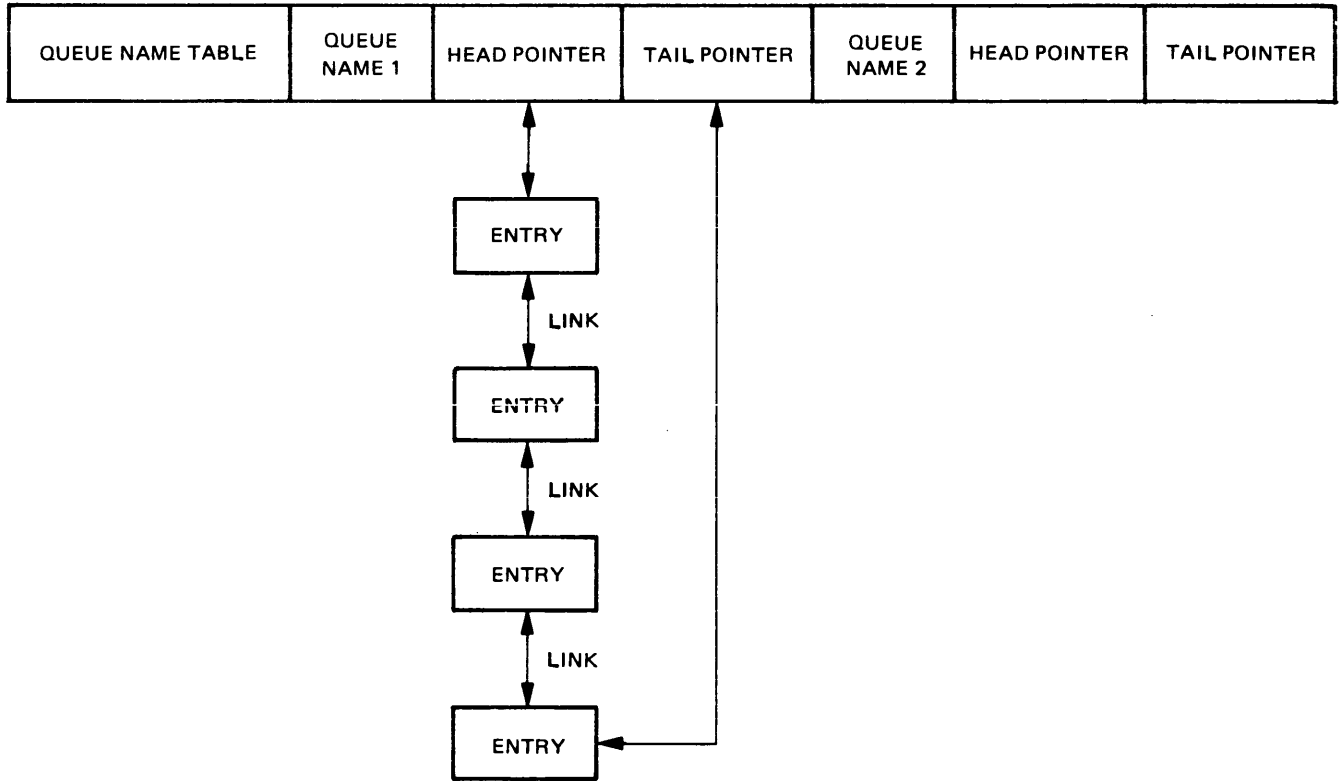 QUEUE NAME TABLE
QUEUE
NAME 1
HEAD POINTER
TAIL POINTER
QUEUE
NAME 2
HEAD POINTER
TAIL POINTER
ENTRY
LINK
ENTRY
LINK
ENTRY
LINK
ENTRY